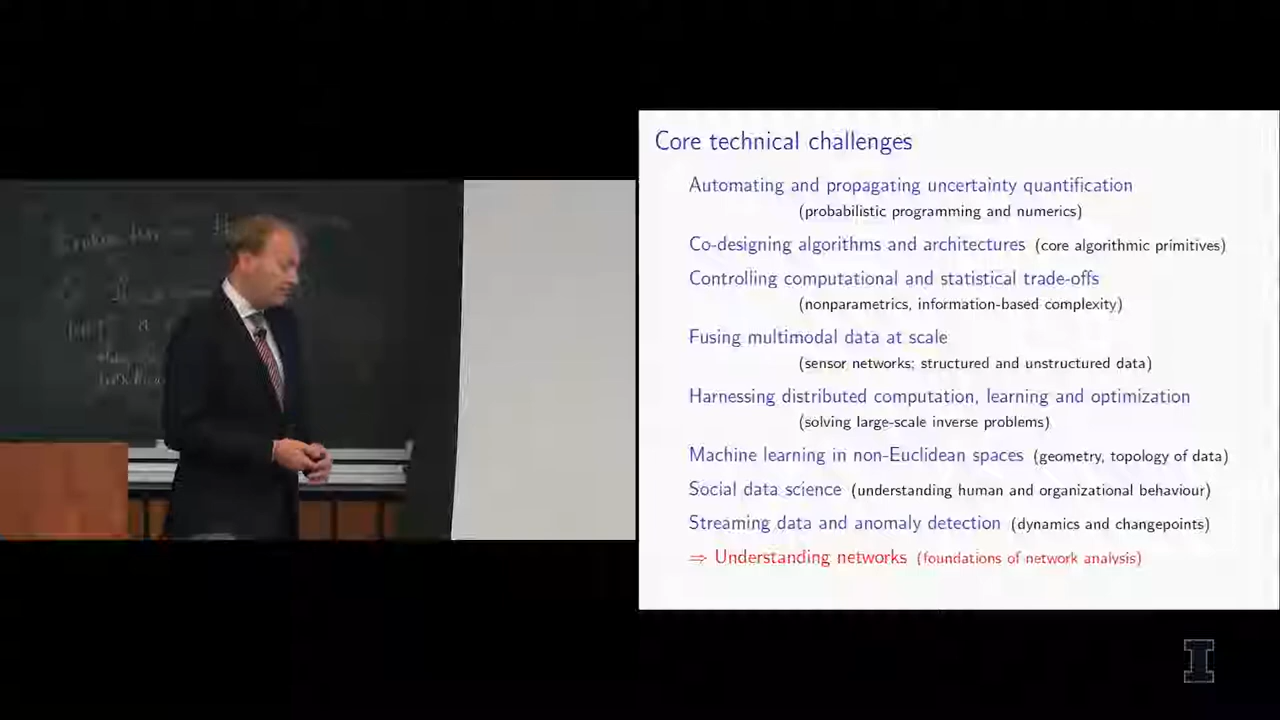 Core technical challenges
Automating and propagating uncertainty quantification
(probabilistic programming and numerics)
Co-designing algorithms and architectures (core algorithmic primitives)
Controlling computational and statistical trade-offs
(nonparametrics, information-based complexity)
Fusing multimodal data at scale
(sensor networks; structured and unstructured data)
Harnessing distributed computation, learning and optimization
(solving large-scale inverse problems)
Machine learning in non-Euclidean spaces (geometry, topology of data)
Social data science (understanding human and organizational behaviour)
Streaming data and anomaly detection (dynamics and changepoints)
⇒ Understanding networks (foundations of network analysis)
I